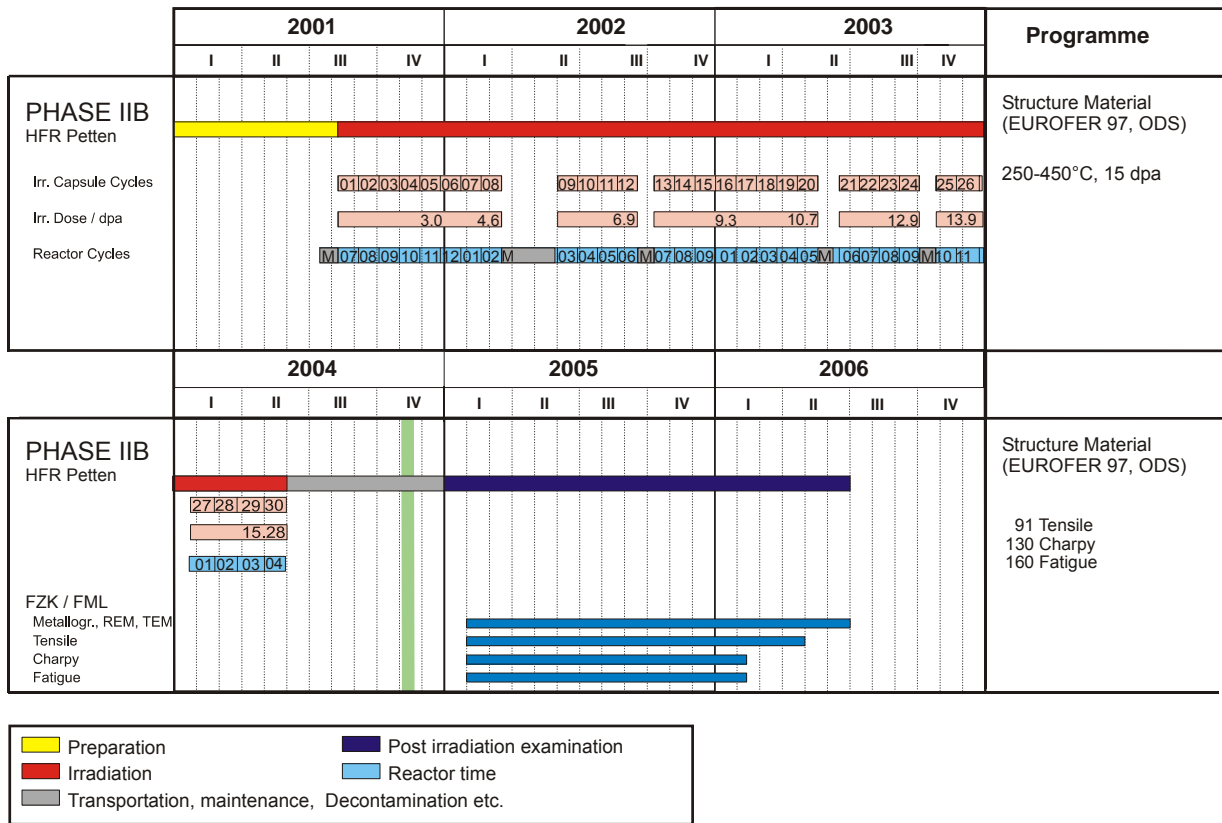 2001 2002 2003 Programme
I II III IV I II III IV I II III IV
PHASE IIB
HFR Petten
Structure Material
(EUROFER 97, ODS)
Irr. Capsule Cycles 01 02 03 04 05 06 07 08 09 10 11 12 13 14 15 16 17 18 19 20 21 22 23 24 25 26
250-450°C, 15 dpa
Irr. Dose / dpa 3.0 4.6 6.9 9.3 10.7 12.9 13.9
Reactor Cycles M 07 08 09 10 11 12 01 02 M 03 04 05 06 M 07 08 09 01 02 03 04 05 M 06 07 08 09 M 10 11
2004 2005 2006
I II III IV I II III IV I II III IV
PHASE IIB
HFR Petten
Structure Material
(EUROFER 97, ODS)
27 28 29 30
15.28
01 02 03 04
91 Tensile
130 Charpy
160 Fatigue
FZK / FML
Metallogr., REM, TEM
Tensile
Charpy
Fatigue
Preparation
Irradiation
Transportation, maintenance, Decontamination etc.
Post irradiation examination
Reactor time